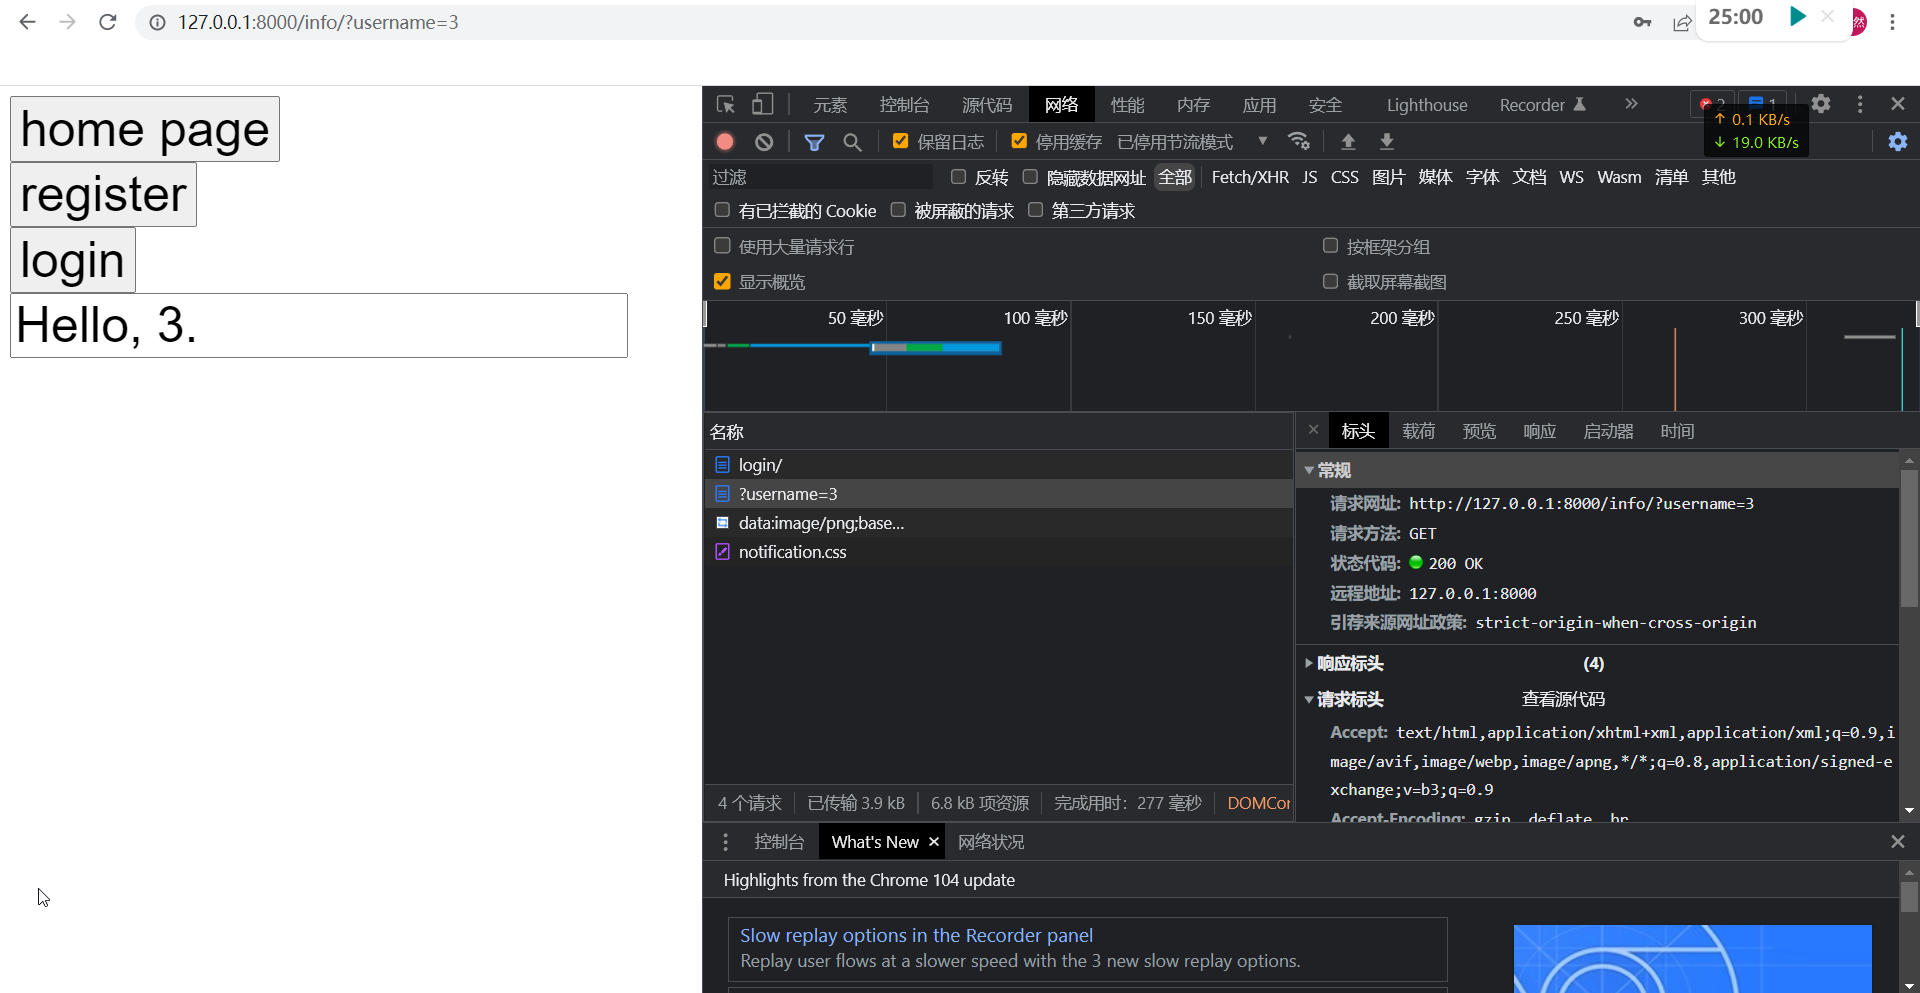 127.0.0.1:8000/info/?username=3
25:00
然
home page
register
login
Hello, 3.
元素 控制台 源代码 网络 性能 内存 应用 安全 Lighthouse Recorder 2 1
保留日志 停用缓存 已停用节流模式
↑ 0.1 KB/s
↓ 19.0 KB/s
过滤 反转 隐藏数据网址 全部 Fetch/XHR JS CSS 图片 媒体 字体 文档 WS Wasm 清单 其他
有已拦截的 Cookie 被屏蔽的请求 第三方请求
使用大量请求行 按框架分组
显示概览 截取屏幕截图
50 毫秒 100 毫秒 150 毫秒 200 毫秒 250 毫秒 300 毫秒
名称
login/
?username=3
data:image/png;base...
notification.css
4 个请求 已传输 3.9 kB 6.8 kB 项资源 完成用时：277 毫秒 DOMCor
标头 载荷 预览 响应 启动器 时间
常规
请求网址: http://127.0.0.1:8000/info/?username=3
请求方法: GET
状态代码: 200 OK
远程地址: 127.0.0.1:8000
引荐来源网址政策: strict-origin-when-cross-origin
响应标头 (4)
请求标头 查看源代码
Accept: text/html,application/xhtml+xml,application/xml;q=0.9,i
mage/avif,image/webp,image/apng,*/*;q=0.8,application/signed-e
xchange;v=b3;q=0.9
Accept-Encoding: gzip, deflate, br
控制台 What's New 网络状况
Highlights from the Chrome 104 update
Slow replay options in the Recorder panel
Replay user flows at a slower speed with the 3 new slow replay options.